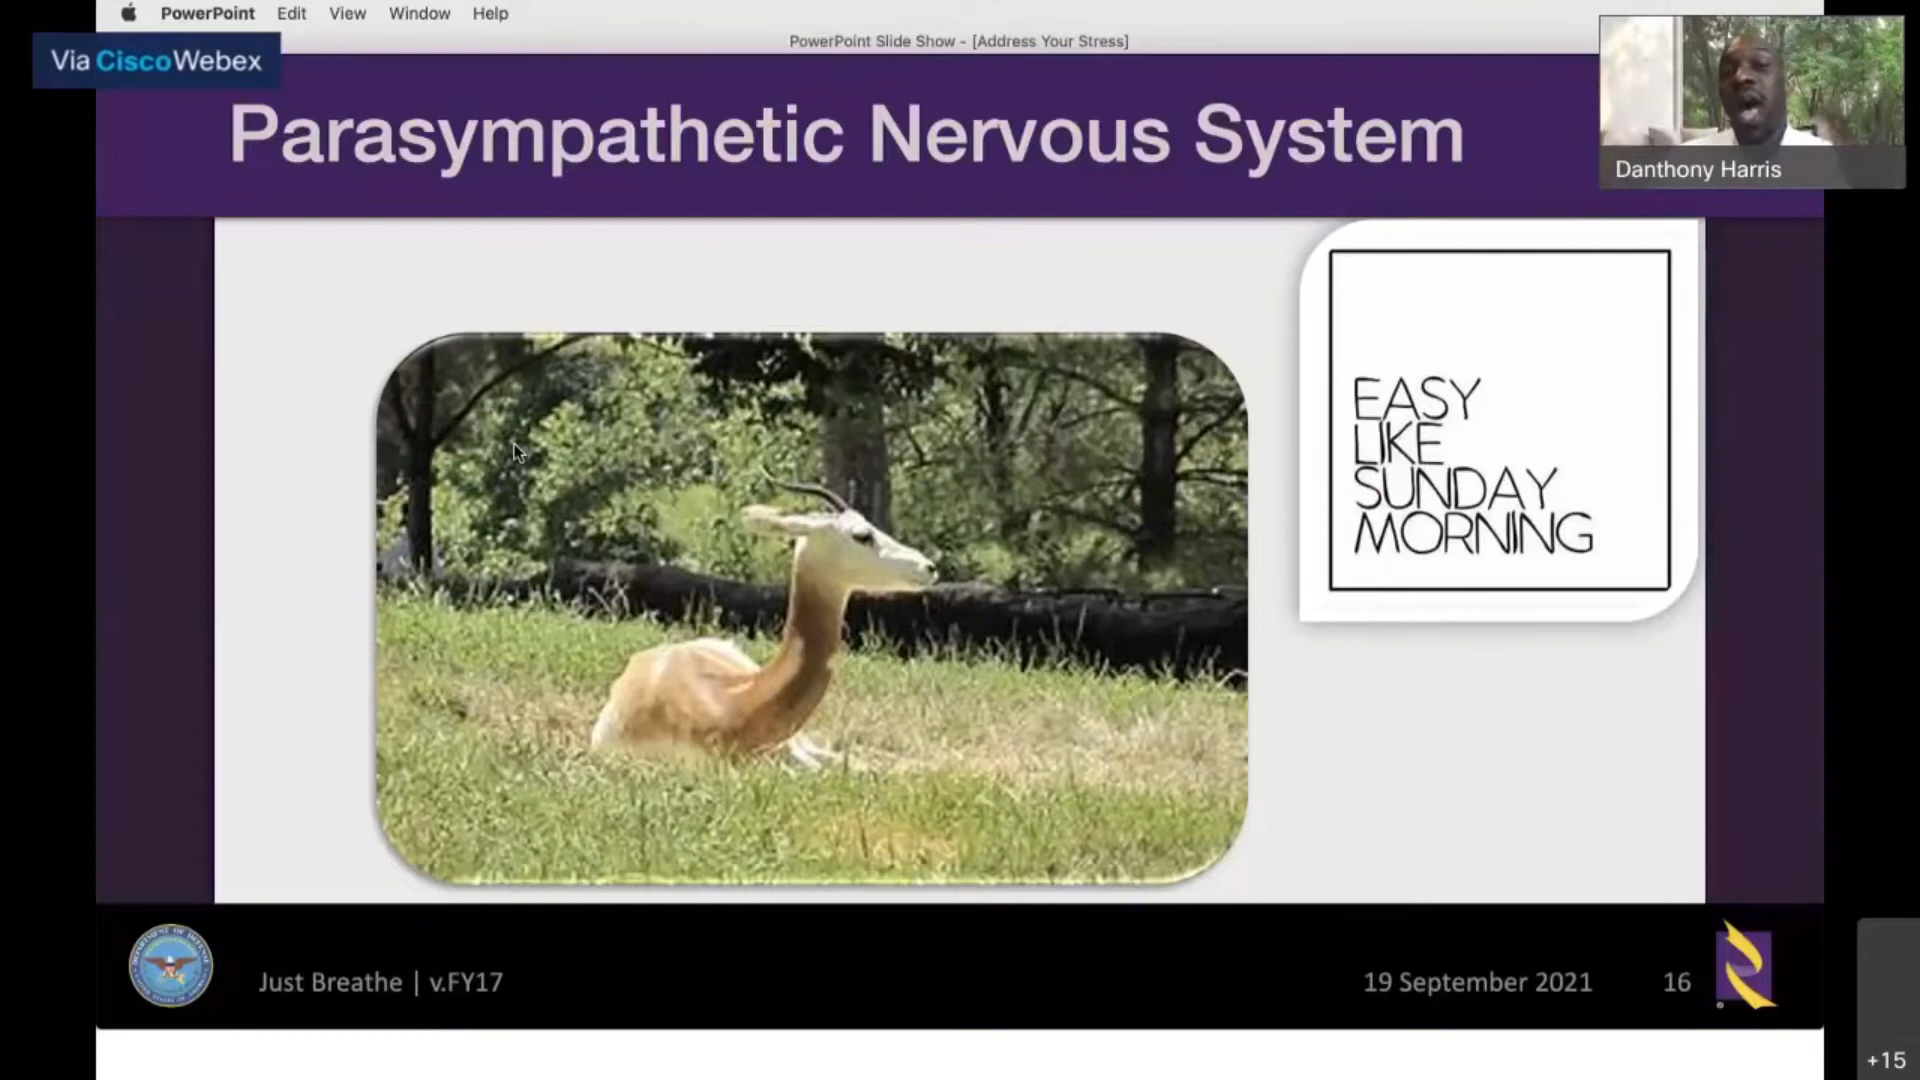 PowerPoint Edit View Window Help
PowerPoint Slide Show - [Address Your Stress]
Via CiscoWebex
Parasympathetic Nervous System
Danthony Harris
EASY
LIKE
SUNDAY
MORNING
Just Breathe | v.FY17
19 September 2021
16
+15